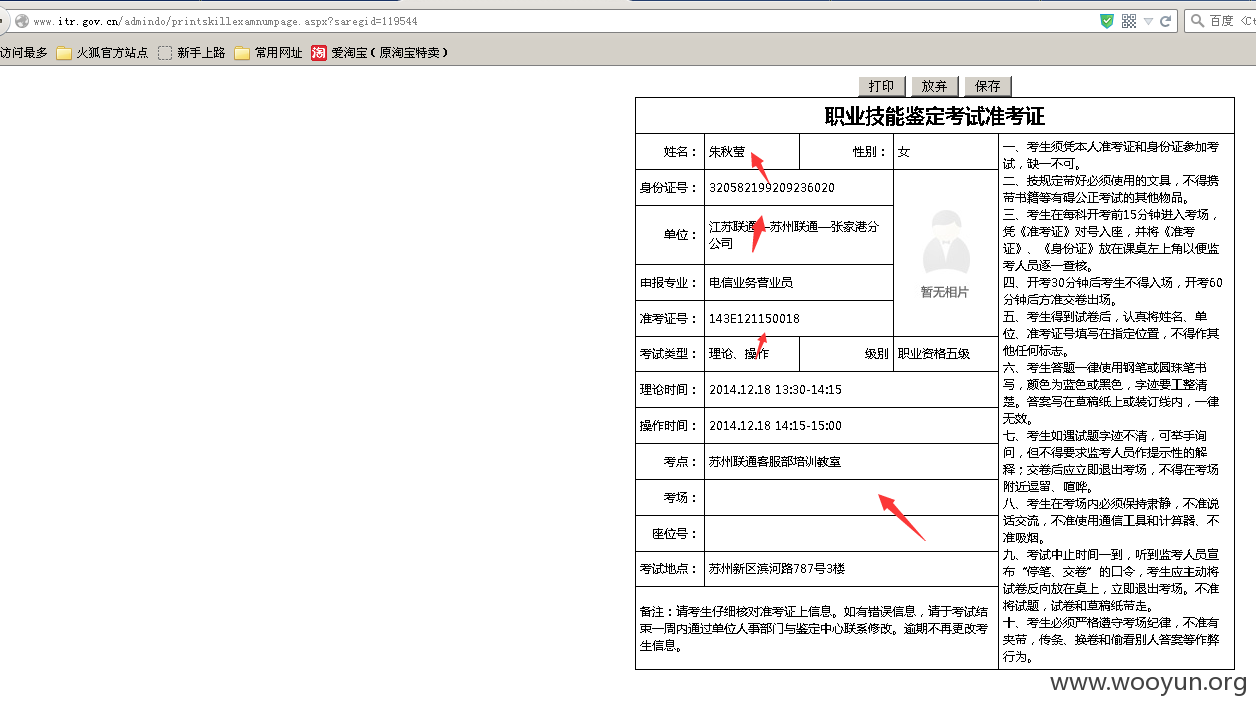 www.itr.gov.cn/admindo/printskillexamnumpage.aspx?saregid=119544
百度 <Ct
访问最多 火狐官方站点 新手上路 常用网址 淘 爱淘宝（原淘宝特卖）
打印 放弃 保存
职业技能鉴定考试准考证
姓名： 朱秋莹 性别： 女
身份证号： 320582199209236020
单位： 江苏联通—苏州联通—张家港分
公司
申报专业： 电信业务营业员
准考证号： 143E121150018
暂无相片
考试类型： 理论、操作 级别 职业资格五级
理论时间： 2014.12.18 13:30-14:15
操作时间： 2014.12.18 14:15-15:00
考点： 苏州联通客服部培训教室
考场：
座位号：
考试地点： 苏州新区滨河路787号3楼
备注：请考生仔细核对准考证上信息。如有错误信息，请于考试结
束一周内通过单位人事部门与鉴定中心联系修改。逾期不再更改考
生信息。
一、考生须凭本人准考证和身份证参加考
试，缺一不可。
二、按规定带好必须使用的文具，不得携
带书籍等有碍公正考试的其他物品。
三、考生在每科开考前15分钟进入考场，
凭《准考证》对号入座，并将《准考
证》、《身份证》放在课桌左上角以便监
考人员逐一查核。
四、开考30分钟后考生不得入场，开考60
分钟后方准交卷出场。
五、考生得到试卷后，认真将姓名、单
位、准考证号填写在指定位置，不得作其
他任何标志。
六、考生答题一律使用钢笔或圆珠笔书
写，颜色为蓝色或黑色，字迹要工整清
楚。答案写在草稿纸上或装订线内，一律
无效。
七、考生如遇试题字迹不清，可举手询
问，但不得要求监考人员作提示性的解
释；交卷后应立即退出考场，不得在考场
附近逗留、喧哗。
八、考生在考场内必须保持肃静，不准说
话交流，不准使用通信工具和计算器、不
准吸烟。
九、考试中止时间一到，听到监考人员宣
布“停笔、交卷”的口令，考生应主动将
试卷反向放在桌上，立即退出考场。不准
将试题，试卷和草稿纸带走。
十、考生必须严格遵守考场纪律，不准有
夹带，传条、换卷和偷看别人答案等作弊
行为。
www.wooyun.org